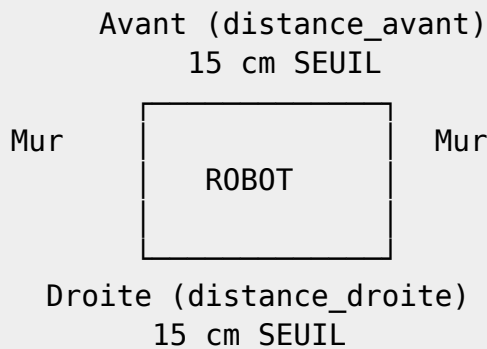 Avant (distance_avant)
15 cm SEUIL
Mur Mur
ROBOT
Droite (distance_droite)
15 cm SEUIL